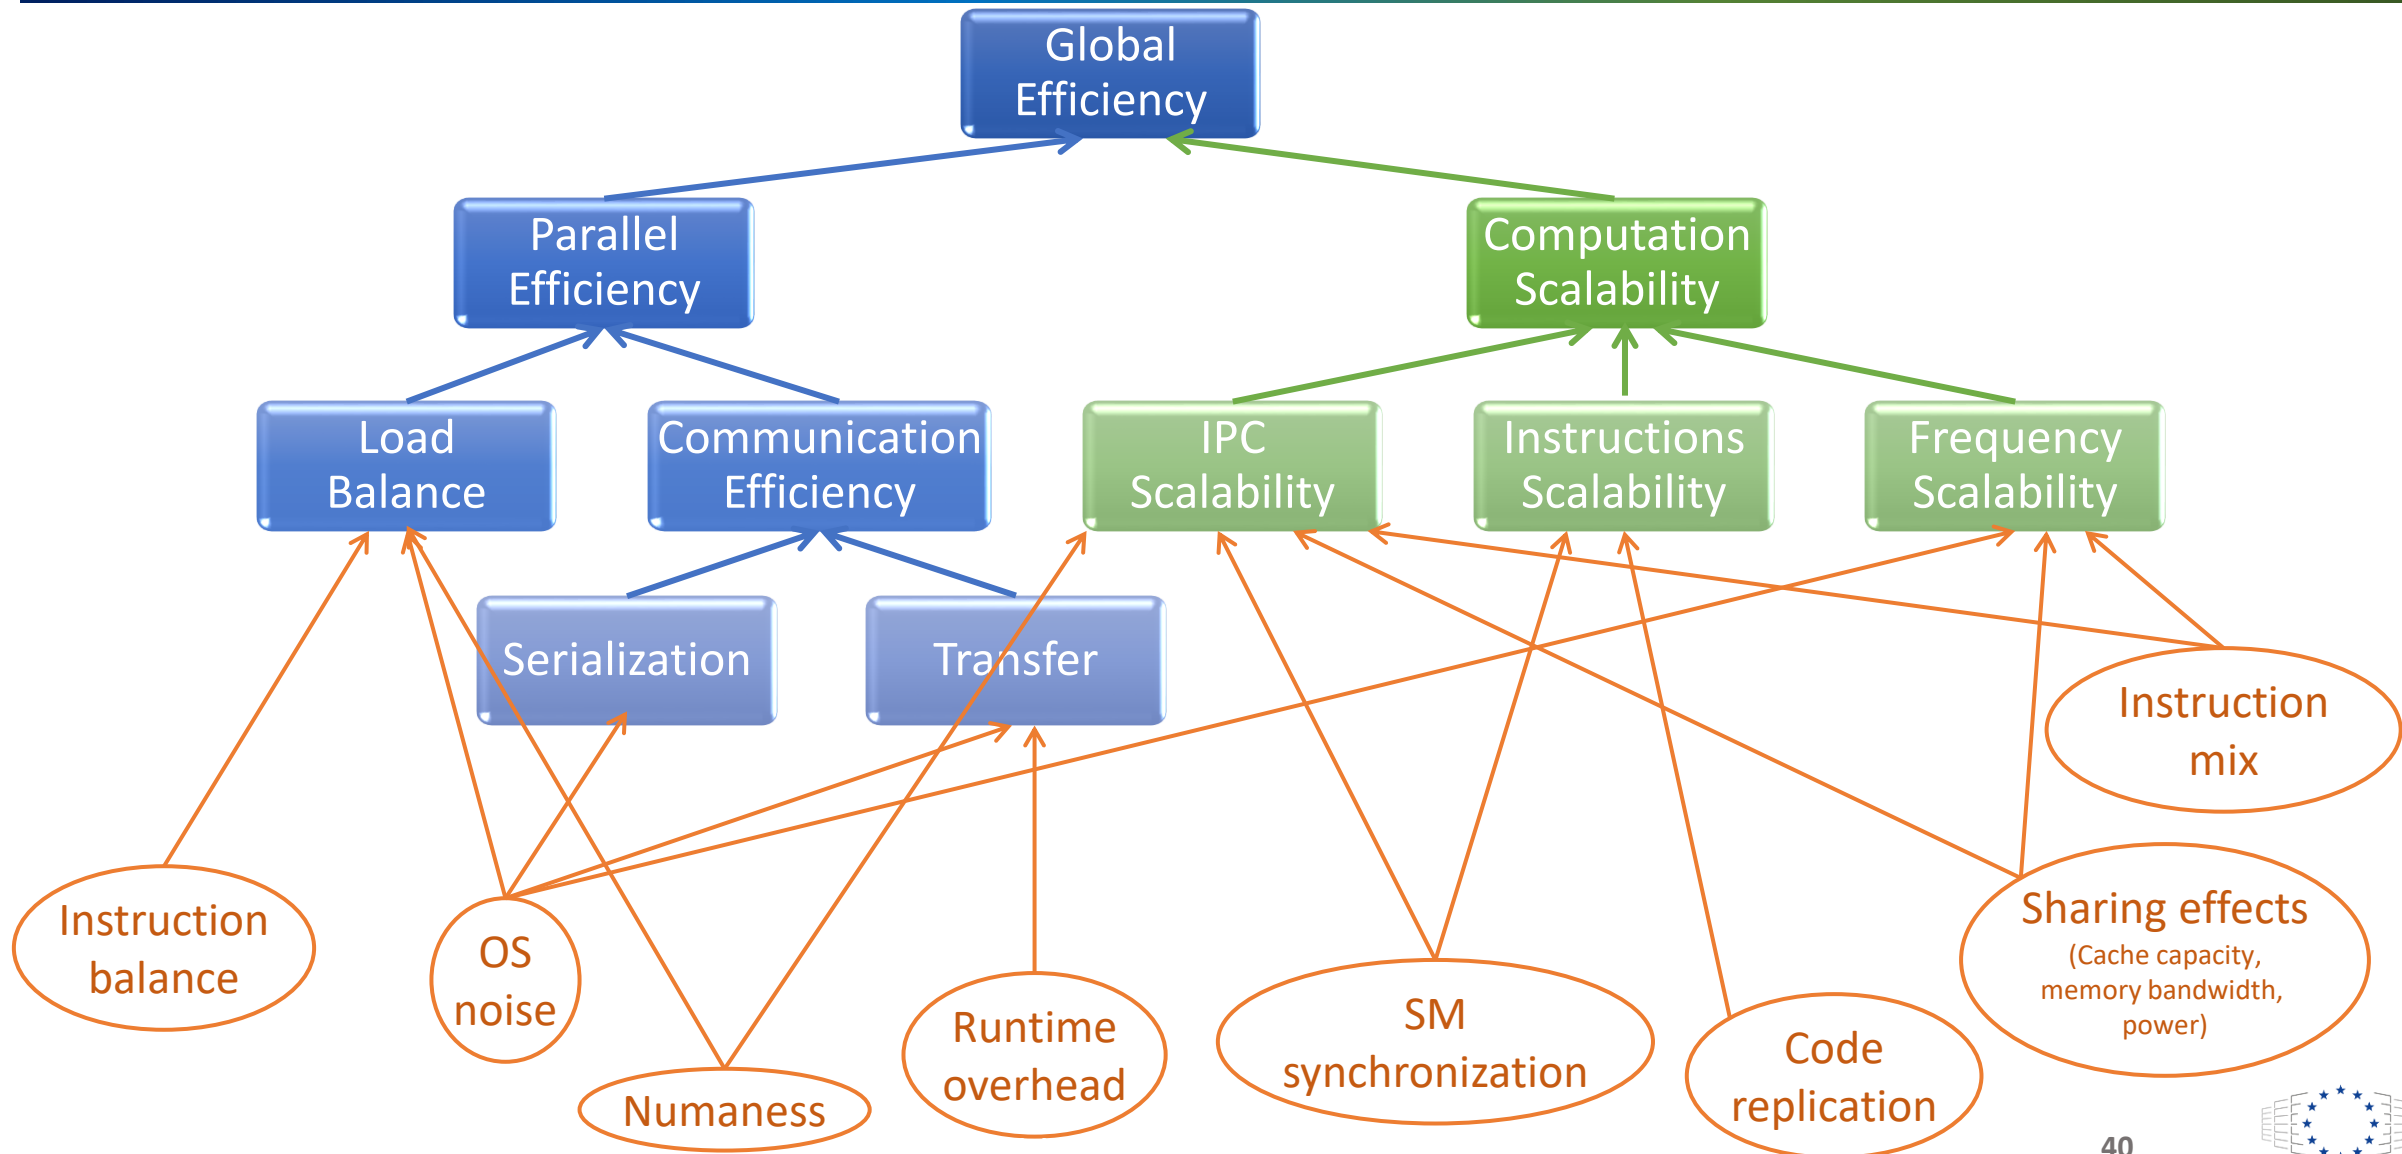 Global
Efficiency
Parallel
Efficiency
Computation
Scalability
Load
Balance
Communication
Efficiency
IPC
Scalability
Instructions
Scalability
Frequency
Scalability
Serialization
Transfer
Instruction
mix
Instruction
balance
OS
noise
Numaness
Runtime
overhead
SM
synchronization
Code
replication
Sharing effects
(Cache capacity,
memory bandwidth,
power)
40